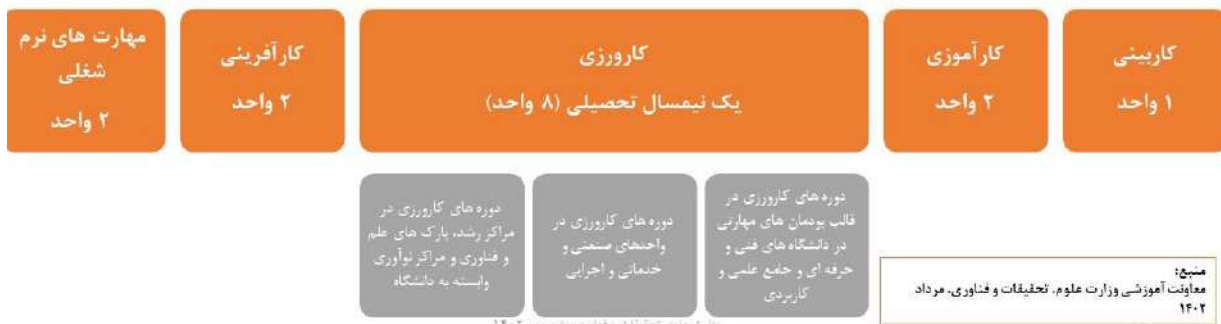 کاربینی
۱ واحد
کارآموزی
۲ واحد
کارورزی
یک نیمسال تحصیلی (۸ واحد)
کارآفرینی
۲ واحد
مهارت های نرم
شغلی
۲ واحد
دوره های کارورزی در
قالب پودمان های مهارتی
در دانشگاه های فنی و
حرفه ای و جامع علمی و
کاربردی
دوره های کارورزی در
واحدهای صنعتی و
خدماتی و اجرایی
دوره های کارورزی در
مراکز رشد، پارک های علم
و فناوری و مراکز نوآوری
وابسته به دانشگاه
منبع:
معاونت آموزشی وزارت علوم، تحقیقات و فناوری، مرداد
۱۴۰۲